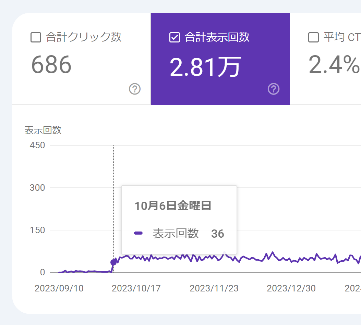 合計クリック数
686
合計表示回数
2.81万
平均 CT
2.4%
表示回数
450
300
150
0
10月6日金曜日
表示回数 36
2023/09/10
2023/10/17
2023/11/23
2023/12/30
202